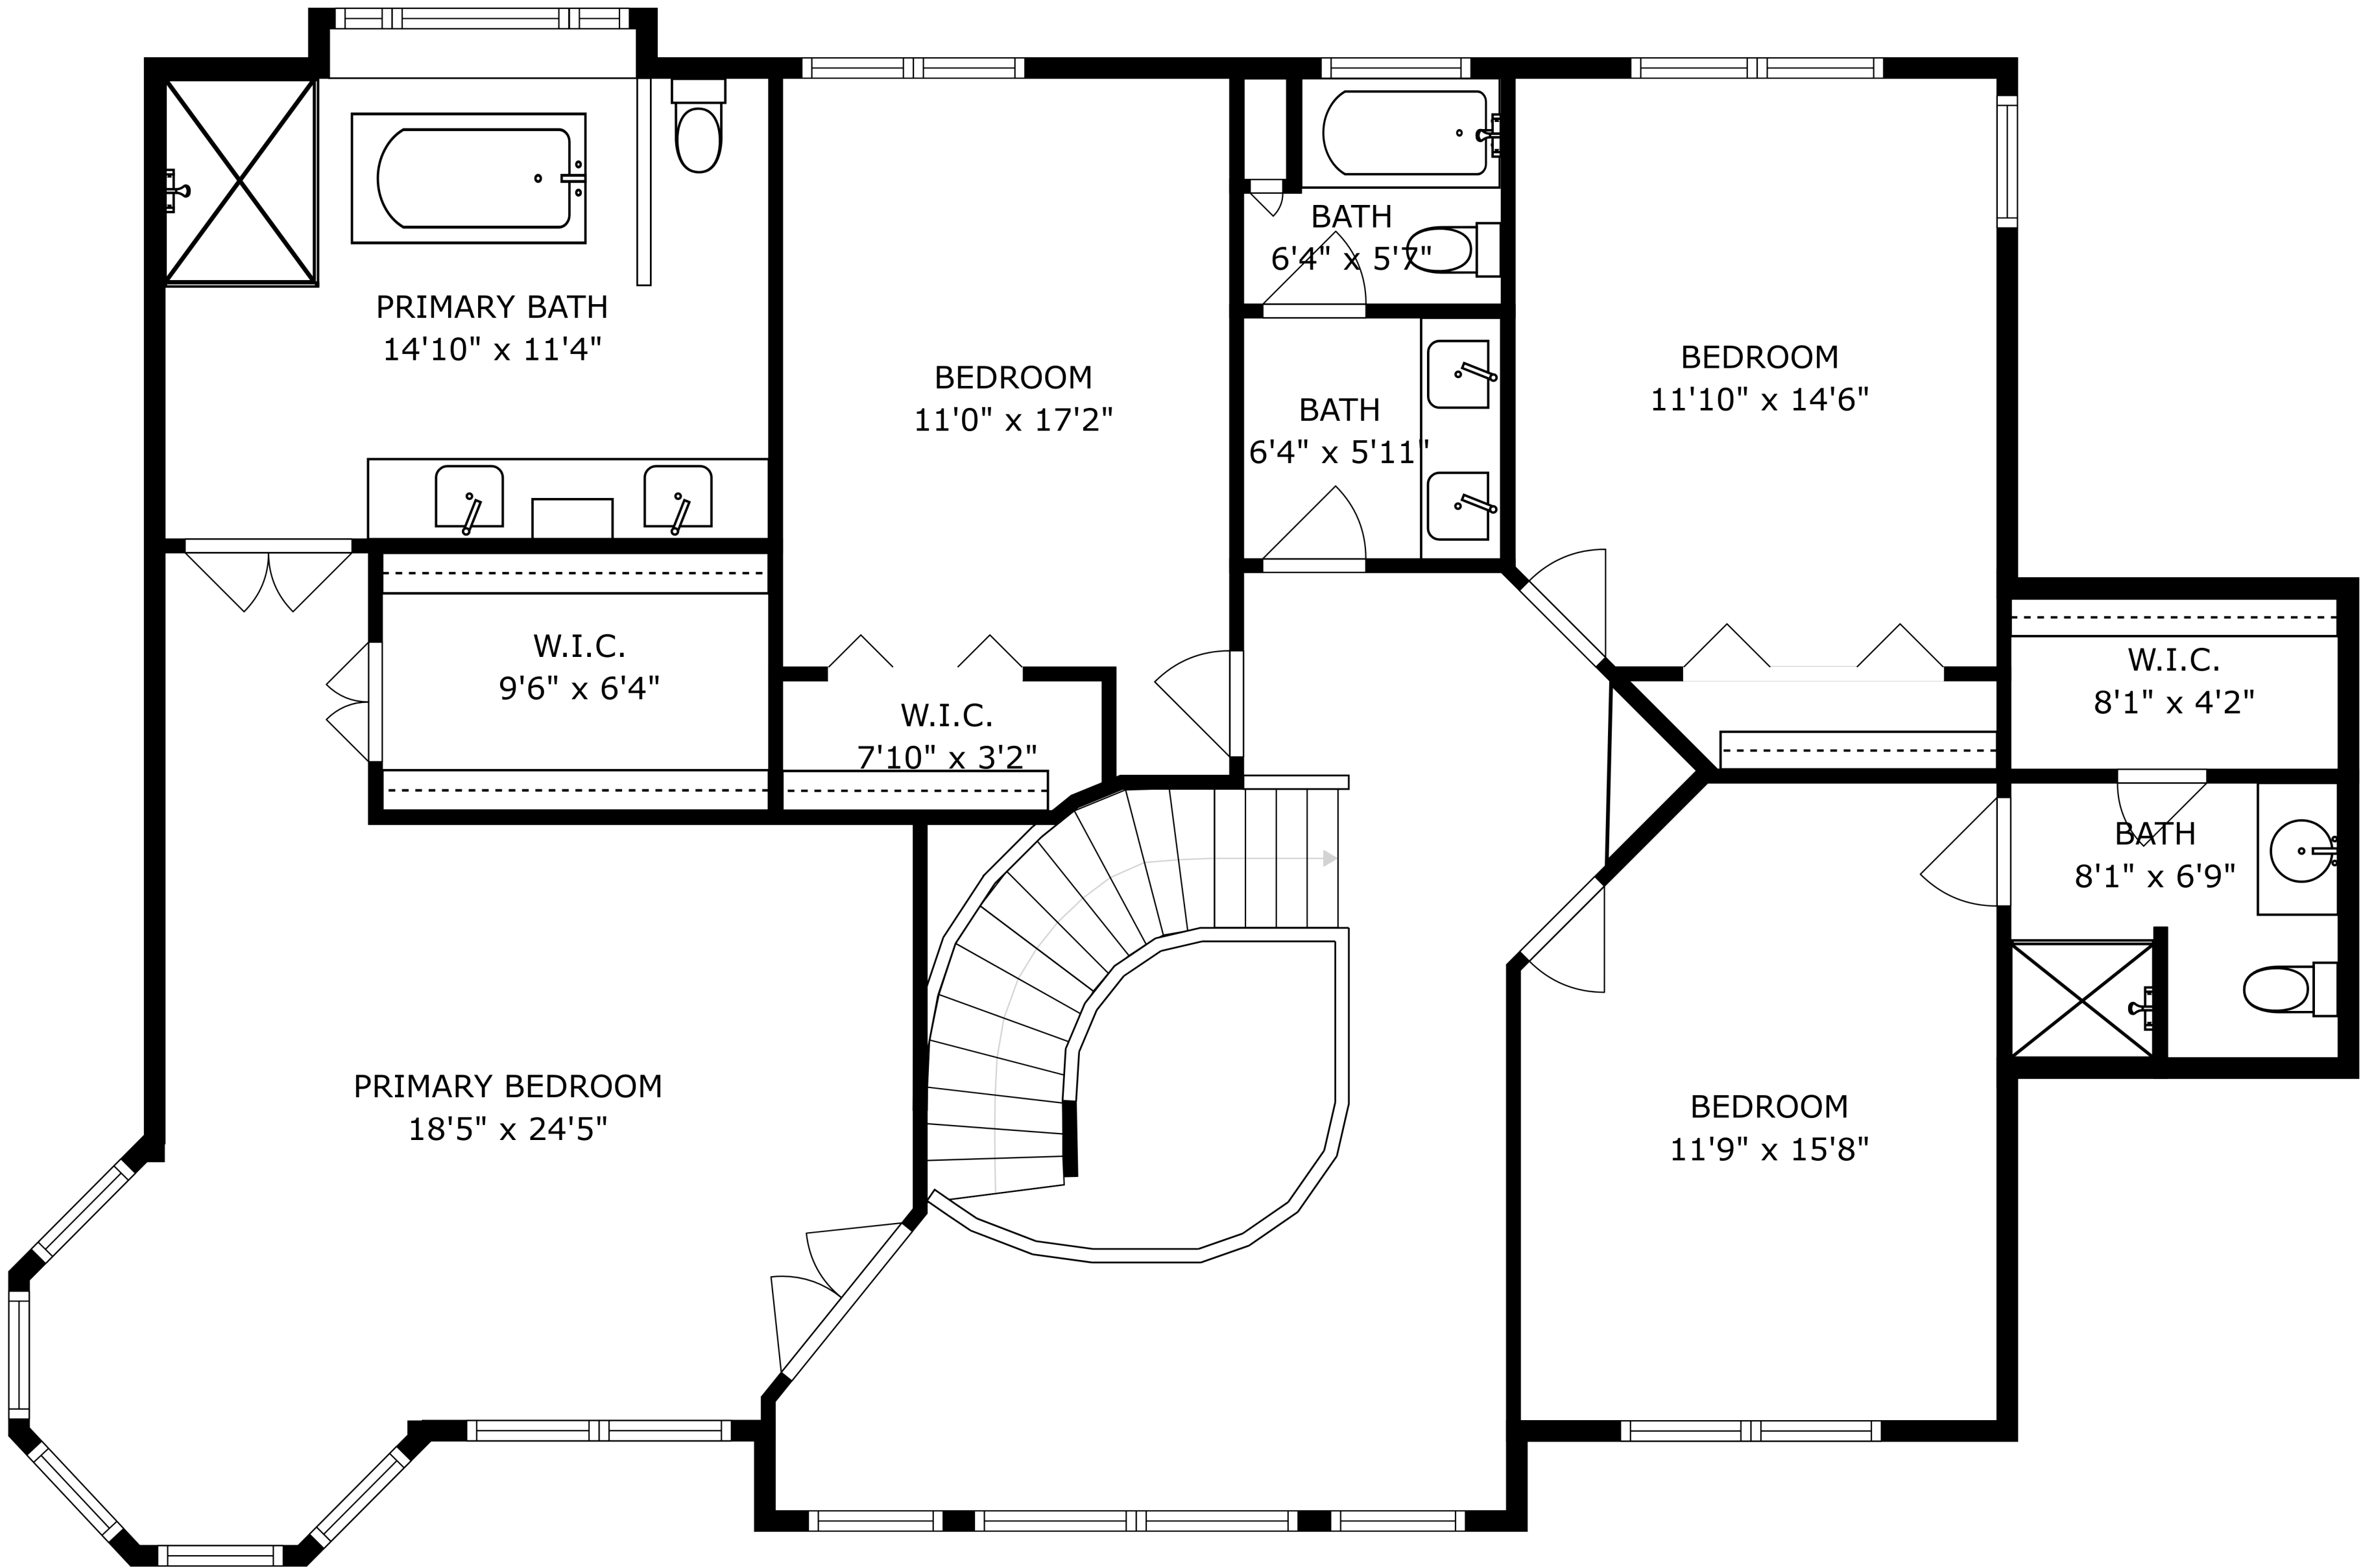 BATH
6'4" x 5'7"
PRIMARY BATH
14'10" x 11'4"
BEDROOM
11'0" x 17'2"
BATH
6'4" x 5'11"
BEDROOM
11'10" x 14'6"
W.I.C.
9'6" x 6'4"
W.I.C.
7'10" x 3'2"
W.I.C.
8'1" x 4'2"
BATH
8'1" x 6'9"
PRIMARY BEDROOM
18'5" x 24'5"
BEDROOM
11'9" x 15'8"